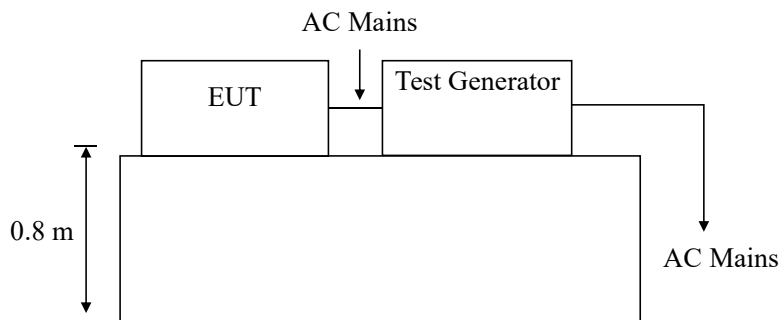 AC Mains
EUT
Test Generator
0.8 m
AC Mains